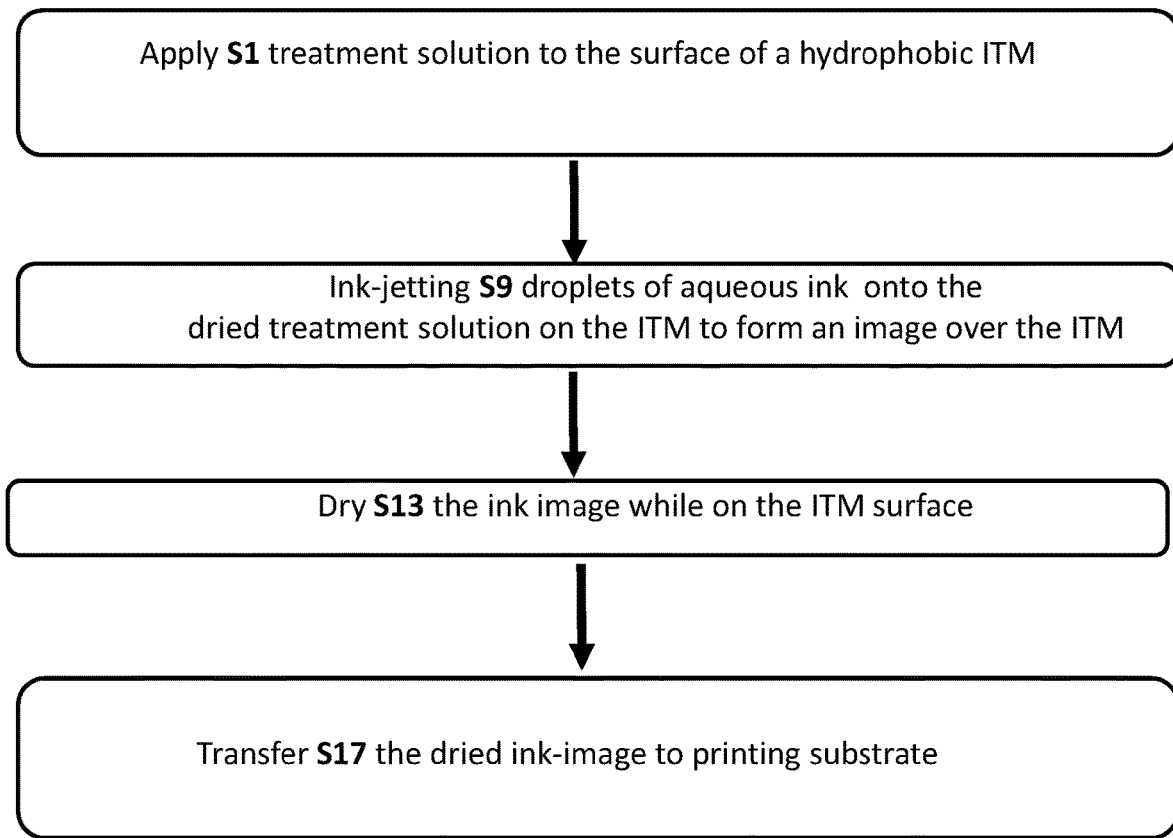 Apply S1 treatment solution to the surface of a hydrophobic ITM
Ink-jetting S9 droplets of aqueous ink onto the
dried treatment solution on the ITM to form an image over the ITM
Dry S13 the ink image while on the ITM surface
Transfer S17 the dried ink-image to printing substrate